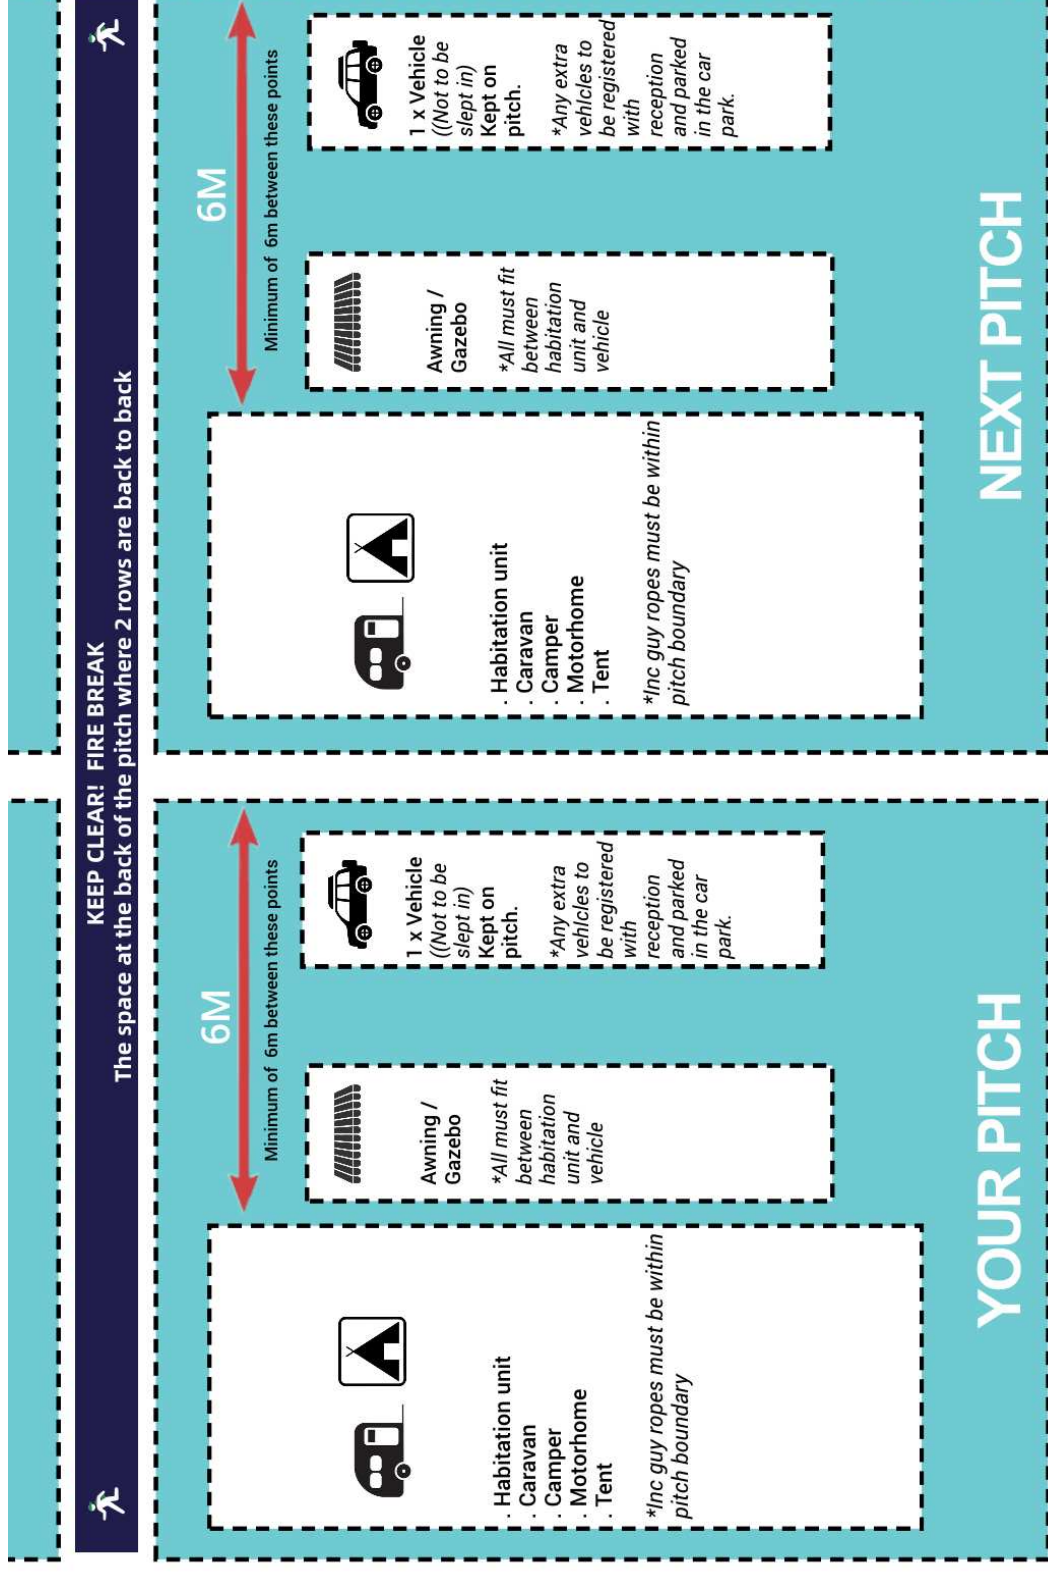 KEEP CLEAR! FIRE BREAK
The space at the back of the pitch where 2 rows are back to back
6M
Minimum of 6m between these points
. Habitation unit
. Caravan
. Camper
. Motorhome
. Tent
*Inc guy ropes must be within
pitch boundary
Awning /
Gazebo
*All must fit
between
habitation
unit and
vehicle
1 x Vehicle
((Not to be
slept in)
Kept on
pitch.
*Any extra
vehicles to
be registered
with
reception
and parked
in the car
park.
YOUR PITCH
6M
Minimum of 6m between these points
. Habitation unit
. Caravan
. Camper
. Motorhome
. Tent
*Inc guy ropes must be within
pitch boundary
Awning /
Gazebo
*All must fit
between
habitation
unit and
vehicle
1 x Vehicle
((Not to be
slept in)
Kept on
pitch.
*Any extra
vehicles to
be registered
with
reception
and parked
in the car
park.
NEXT PITCH